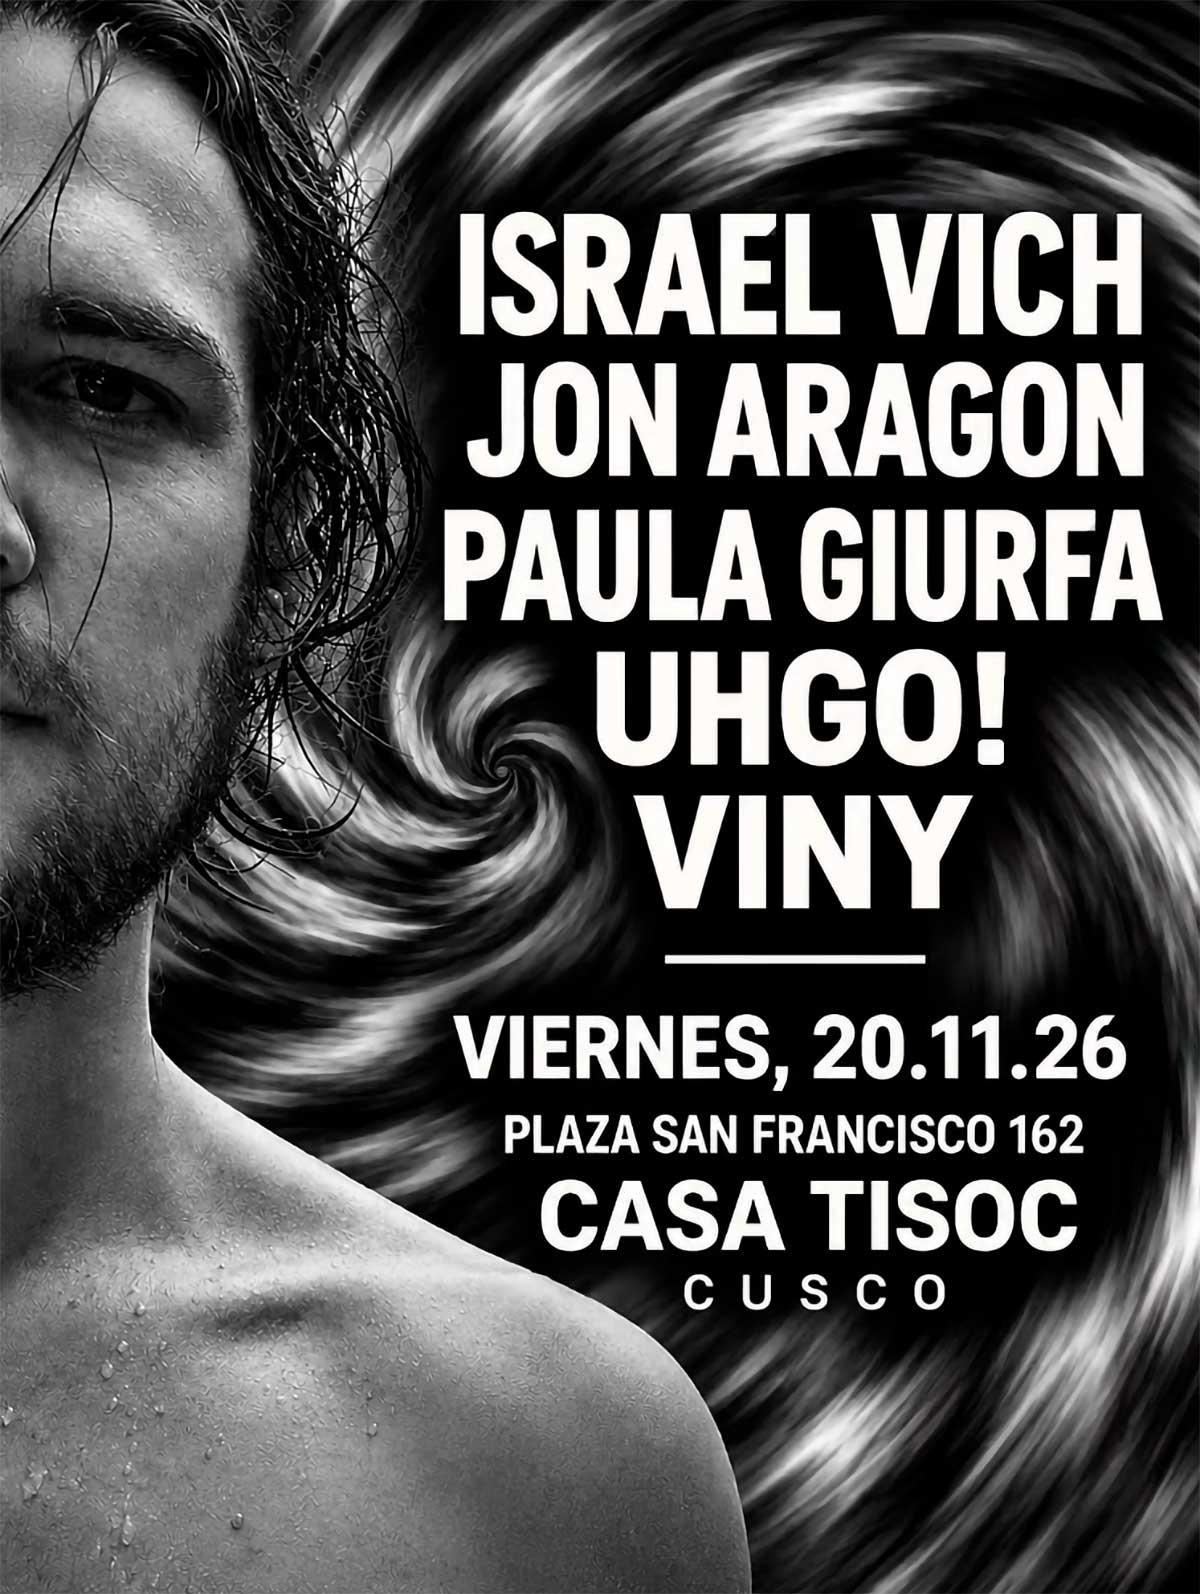 ISRAEL VICH
JON ARAGON
PAULA GIURFA
UHGO!
VINY
VIERNES, 20.11.26
PLAZA SAN FRANCISCO 162
CASA TISOC
CUSCO